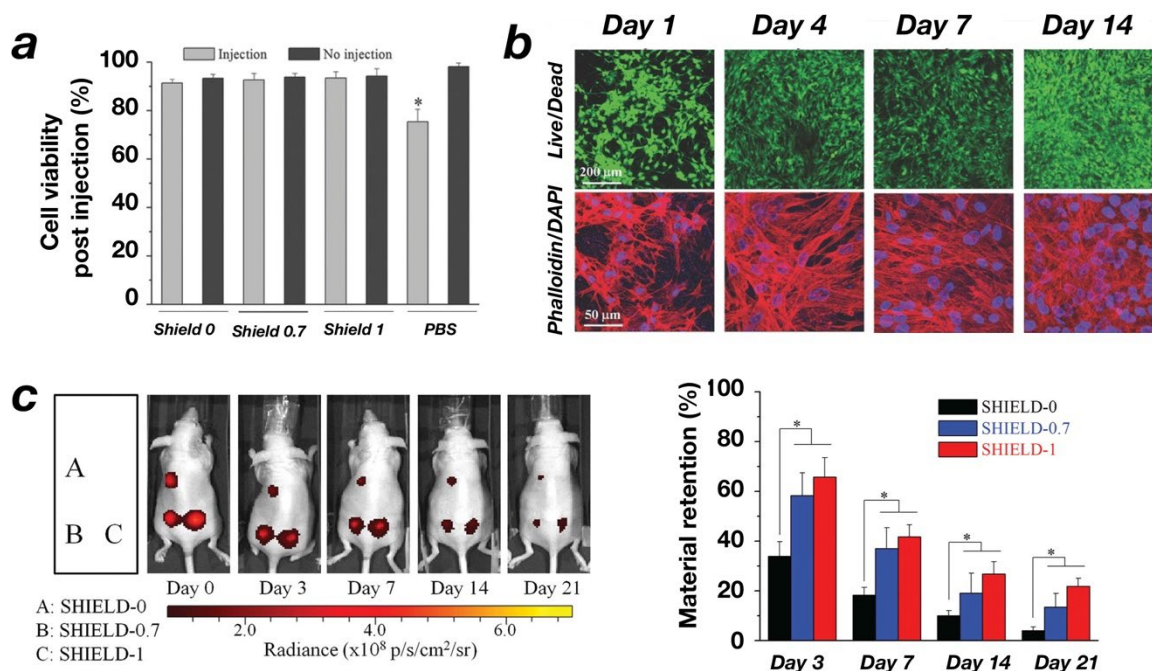 a
Injection
No injection
Cell viability
post injection (%)
100
80
60
40
20
0
*
Shield 0
Shield 0.7
Shield 1
PBS
b
Day 1
Day 4
Day 7
Day 14
Live/Dead
200 µm
Phalloidin/DAPI
50 µm
c
A
B C
Day 0
Day 3
Day 7
Day 14
Day 21
A: SHIELD-0
B: SHIELD-0.7
C: SHIELD-1
2.0 4.0 6.0
Radiance (x10⁸ p/s/cm²/sr)
Material retention (%)
100
80
60
40
20
0
SHIELD-0
SHIELD-0.7
SHIELD-1
*
*
*
*
Day 3
Day 7
Day 14
Day 21